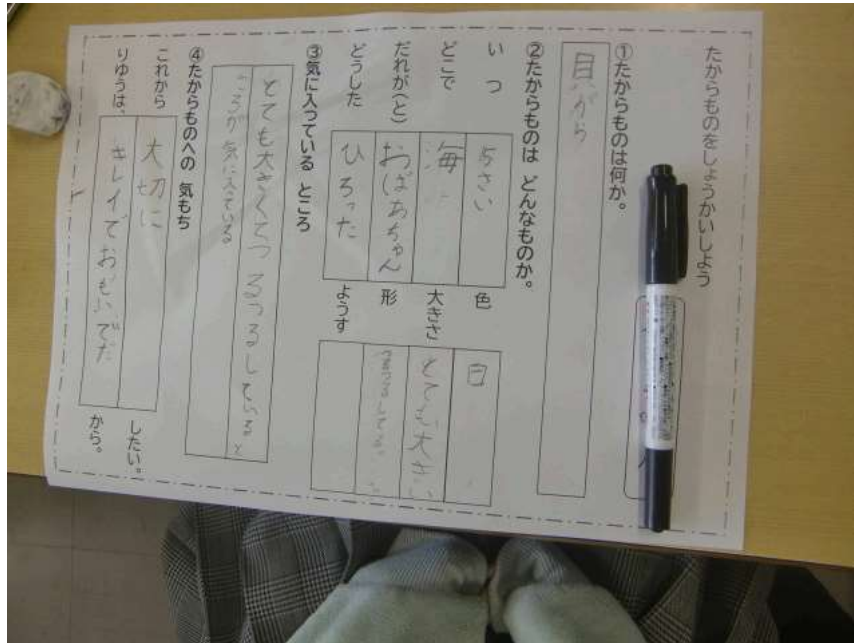 たからものをしょうかいしよう
①たからものは何か。
貝がら
②たからものは どんなものか。
いつ
5さい
どこで
海
だれが(と)
おばあちゃん
どうした
ひろった
色
白
大きさ
とても大きい
形
つるつるしてる。
ようす
③気に入っている ところ
とても大きくてつるつるしていると
ころが気に入ている
④たからものへの 気もち
これから
大切に
したい。
りゆうは、
キレイでおもいでだ
から。